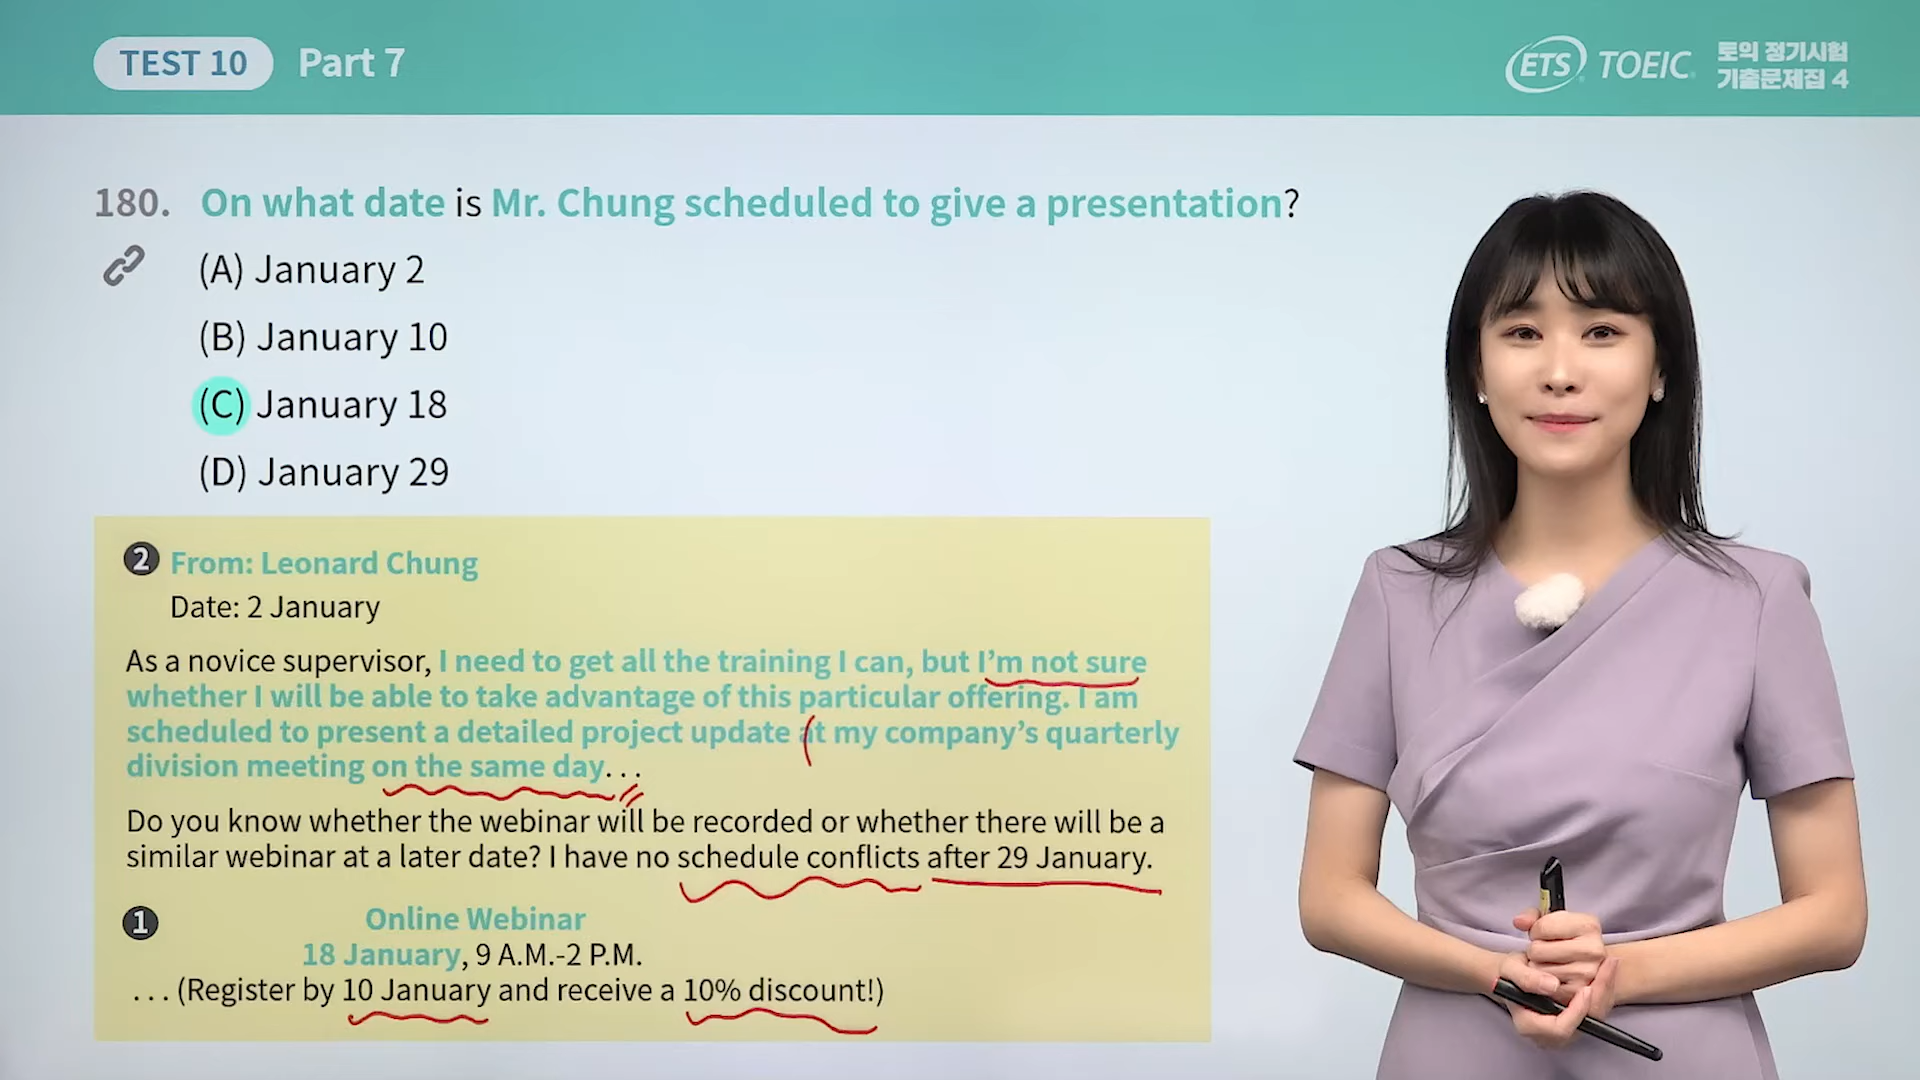 TEST 10 Part 7
ETS TOEIC® 토익 정기시험
기출문제집 4
180. On what date is Mr. Chung scheduled to give a presentation?
(A) January 2
(B) January 10
(C) January 18
(D) January 29
2 From: Leonard Chung
Date: 2 January
As a novice supervisor, I need to get all the training I can, but I'm not sure
whether I will be able to take advantage of this particular offering. I am
scheduled to present a detailed project update at my company's quarterly
division meeting on the same day...
Do you know whether the webinar will be recorded or whether there will be a
similar webinar at a later date? I have no schedule conflicts after 29 January.
1 Online Webinar
18 January, 9 A.M.-2 P.M.
... (Register by 10 January and receive a 10% discount!)